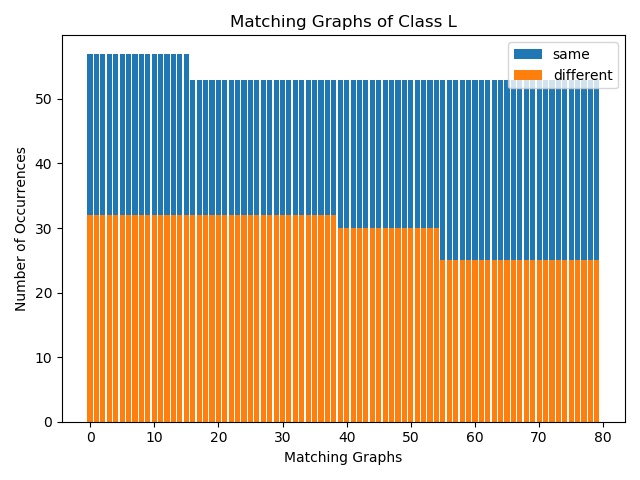 Matching Graphs of Class L
same
different
Number of Occurrences
50
40
30
20
10
0
0 10 20 30 40 50 60 70 80
Matching Graphs